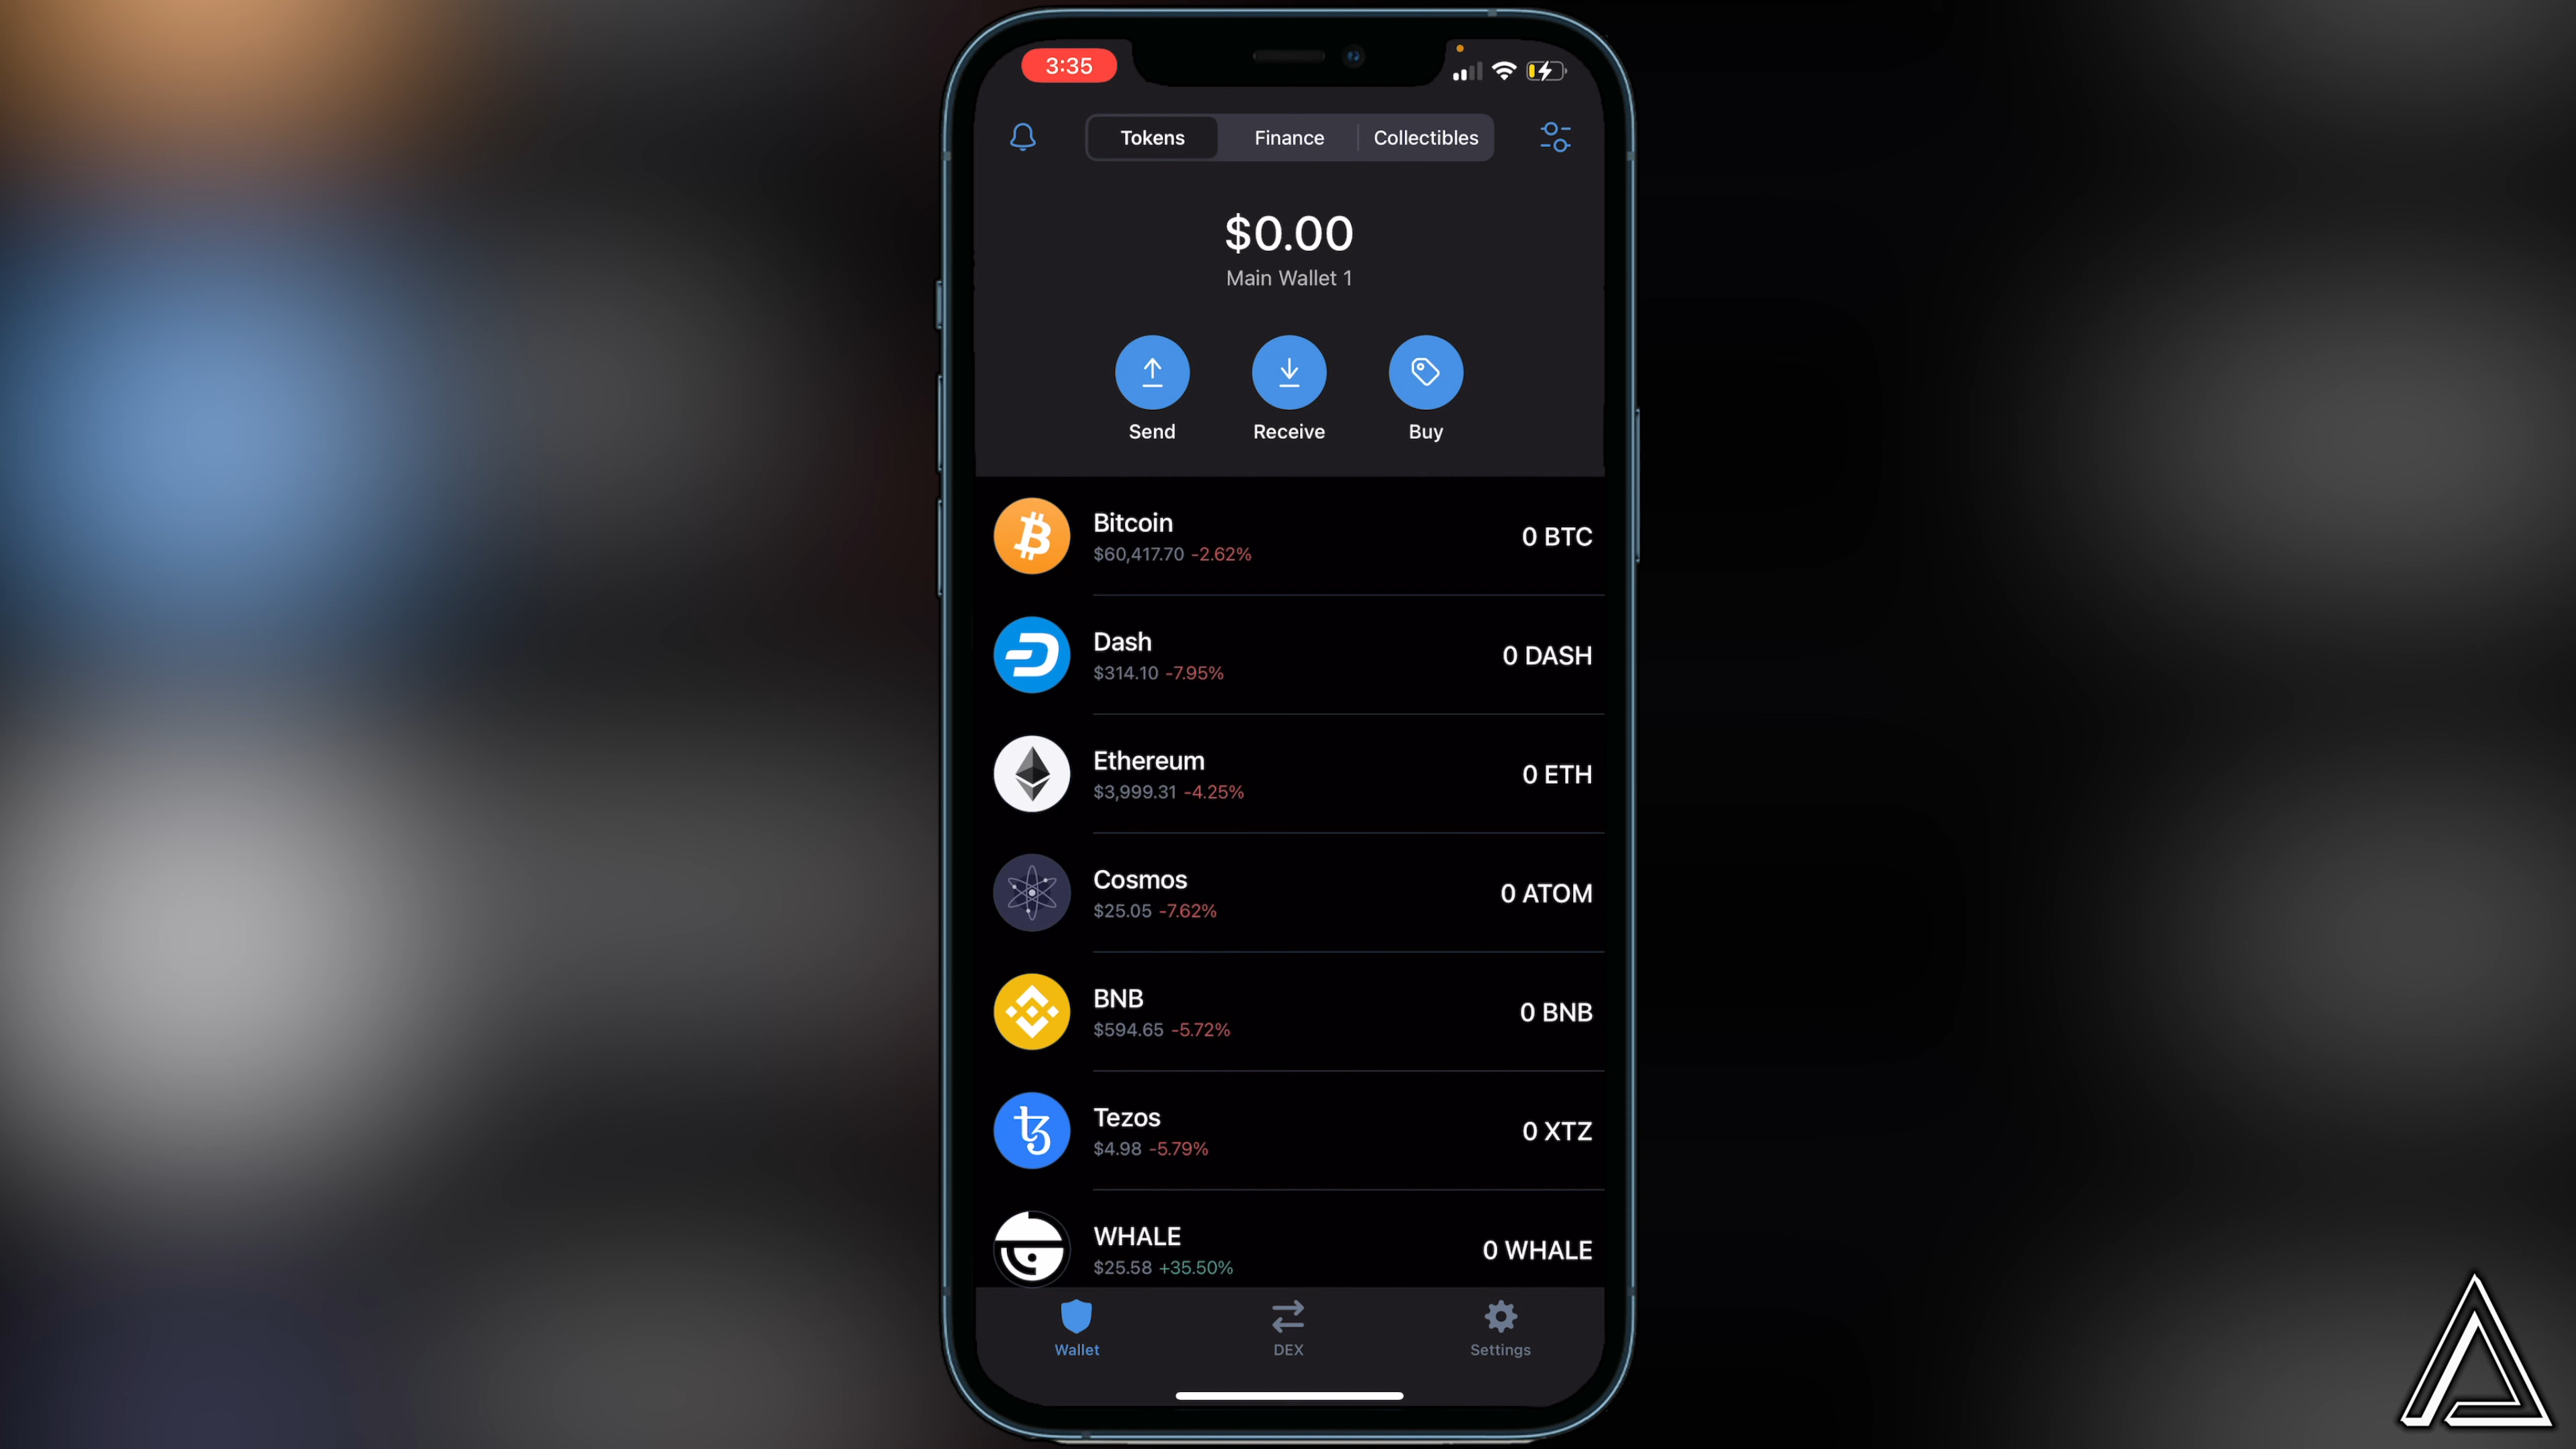 3:35
Tokens Finance Collectibles
$0.00
Main Wallet 1
Send Receive Buy
Bitcoin
$60,417.70 -2.62%
0 BTC
Dash
$314.10 -7.95%
0 DASH
Ethereum
$3,999.31 -4.25%
0 ETH
Cosmos
$25.05 -7.62%
0 ATOM
BNB
$594.65 -5.72%
0 BNB
Tezos
$4.98 -5.79%
0 XTZ
WHALE
$25.58 +35.50%
0 WHALE
Wallet DEX Settings